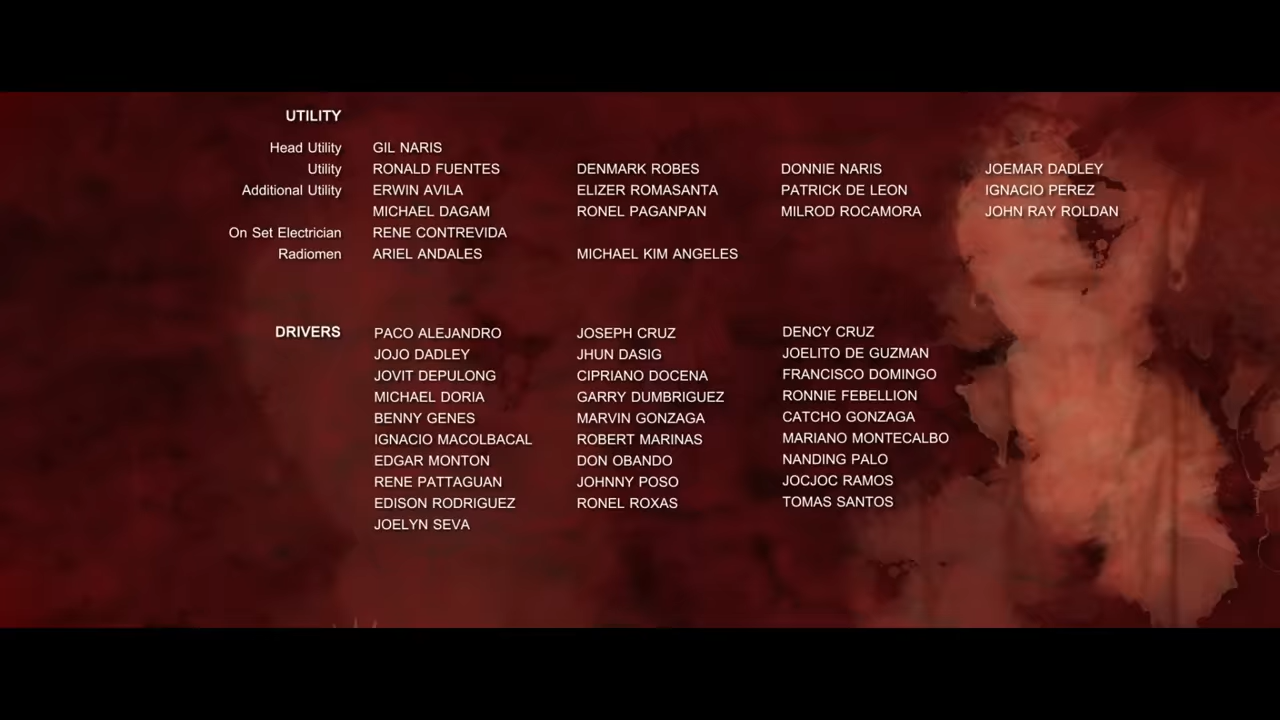 UTILITY
Head Utility GIL NARIS
Utility RONALD FUENTES DENMARK ROBES DONNIE NARIS JOEMAR DADLEY
Additional Utility ERWIN AVILA ELIZER ROMASANTA PATRICK DE LEON IGNACIO PEREZ
MICHAEL DAGAM RONEL PAGANPAN MILROD ROCAMORA JOHN RAY ROLDAN
On Set Electrician RENE CONTREVIDA
Radiomen ARIEL ANDALES MICHAEL KIM ANGELES
DRIVERS PACO ALEJANDRO JOSEPH CRUZ DENCY CRUZ
JOJO DADLEY JHUN DASIG JOELITO DE GUZMAN
JOVIT DEPULONG CIPRIANO DOCENA FRANCISCO DOMINGO
MICHAEL DORIA GARRY DUMBRIGUEZ RONNIE FEBELLION
BENNY GENES MARVIN GONZAGA CATCHO GONZAGA
IGNACIO MACOLBACAL ROBERT MARINAS MARIANO MONTECALBO
EDGAR MONTON DON OBANDO NANDING PALO
RENE PATTAGUAN JOHNNY POSO JOCJOC RAMOS
EDISON RODRIGUEZ RONEL ROXAS TOMAS SANTOS
JOELYN SEVA